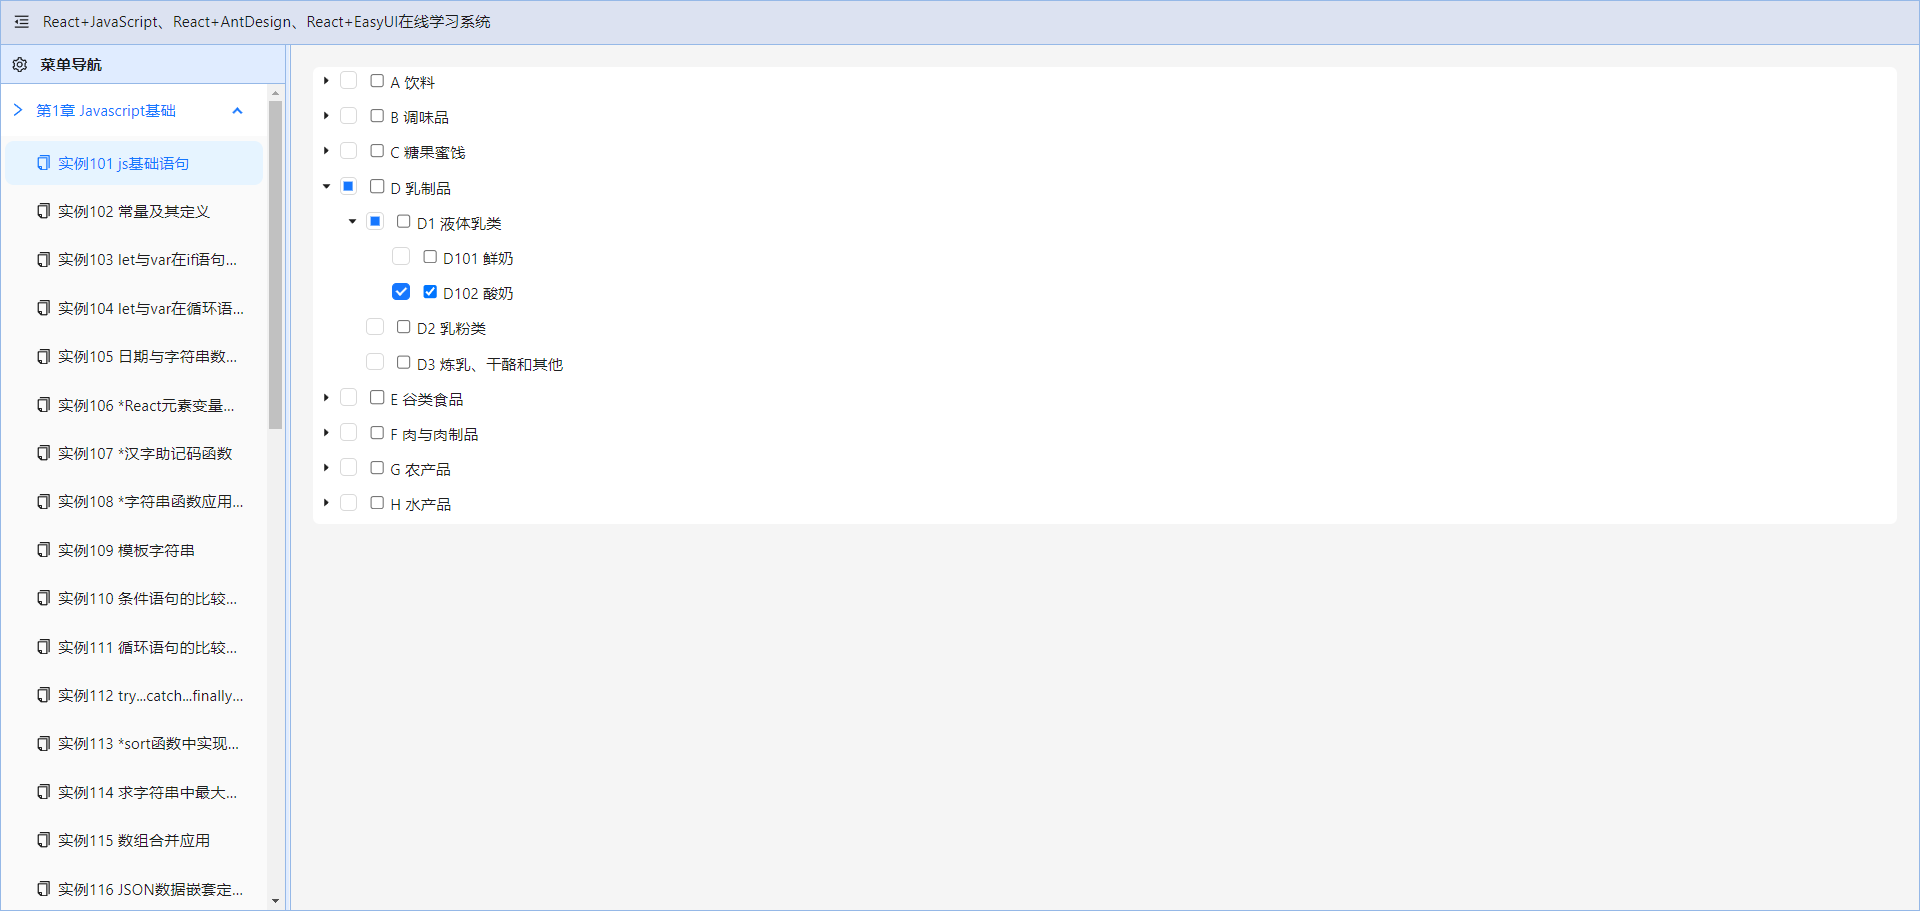 React+JavaScript、React+AntDesign、React+EasyUI在线学习系统
菜单导航
第1章 Javascript基础
实例101 js基础语句
实例102 常量及其定义
实例103 let与var在if语句...
实例104 let与var在循环语...
实例105 日期与字符串数...
实例106 *React元素变量...
实例107 *汉字助记码函数
实例108 *字符串函数应用...
实例109 模板字符串
实例110 条件语句的比较...
实例111 循环语句的比较...
实例112 try...catch...finally...
实例113 *sort函数中实现...
实例114 求字符串中最大...
实例115 数组合并应用
实例116 JSON数据嵌套定...
A 饮料
B 调味品
C 糖果蜜饯
D 乳制品
D1 液体乳类
D101 鲜奶
D102 酸奶
D2 乳粉类
D3 炼乳、干酪和其他
E 谷类食品
F 肉与肉制品
G 农产品
H 水产品